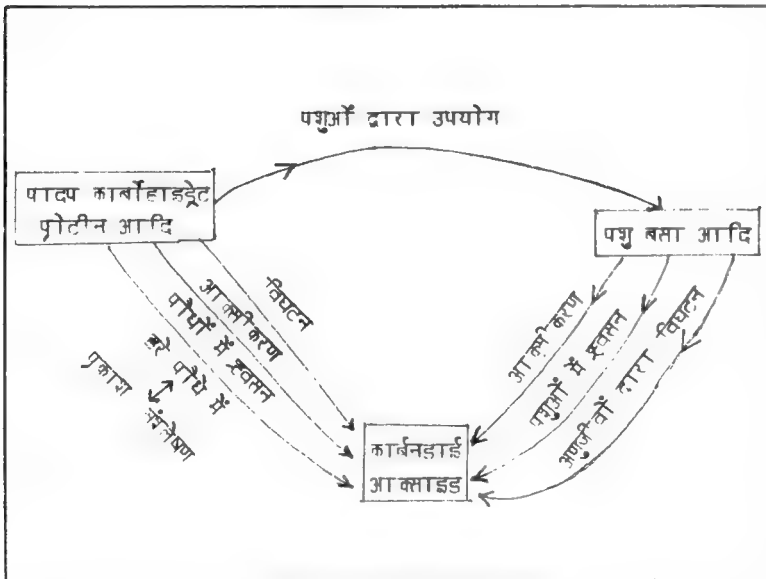 पशुओं द्वारा उपयोग
पादप कार्बोहाइड्रेट
प्रोटीन आदि
पशु बसा आदि
विघटन
आक्सीकरण
पौधों में श्वसन
हरे पौधे में
प्रकाश
संश्लेषण
आक्सीकरण
पशुओं में श्वसन
अणुजीवों द्वारा विघटन
कार्बनडाई
आक्साइड